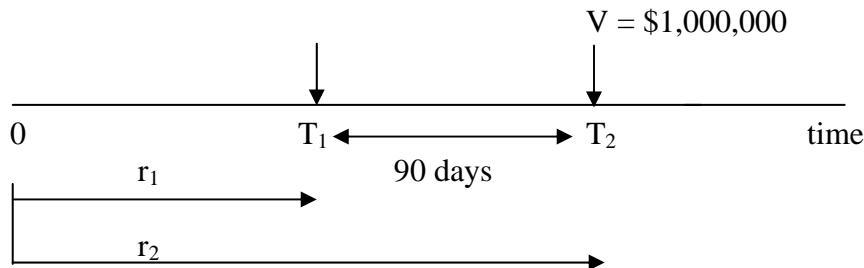 V = $1,000,000
0 T₁ T₂ time
90 days
r₁
r₂